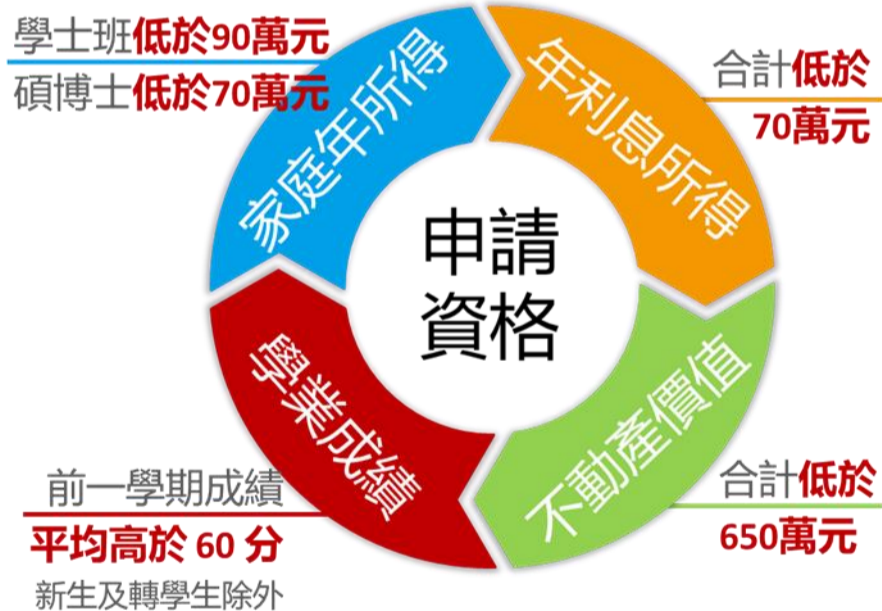 學士班低於90萬元
碩博士低於70萬元
家庭年所得
年利息所得
合計低於
70萬元
申請
資格
學業成績
不動產價值
前一學期成績
平均高於 60 分
新生及轉學生除外
合計低於
650萬元